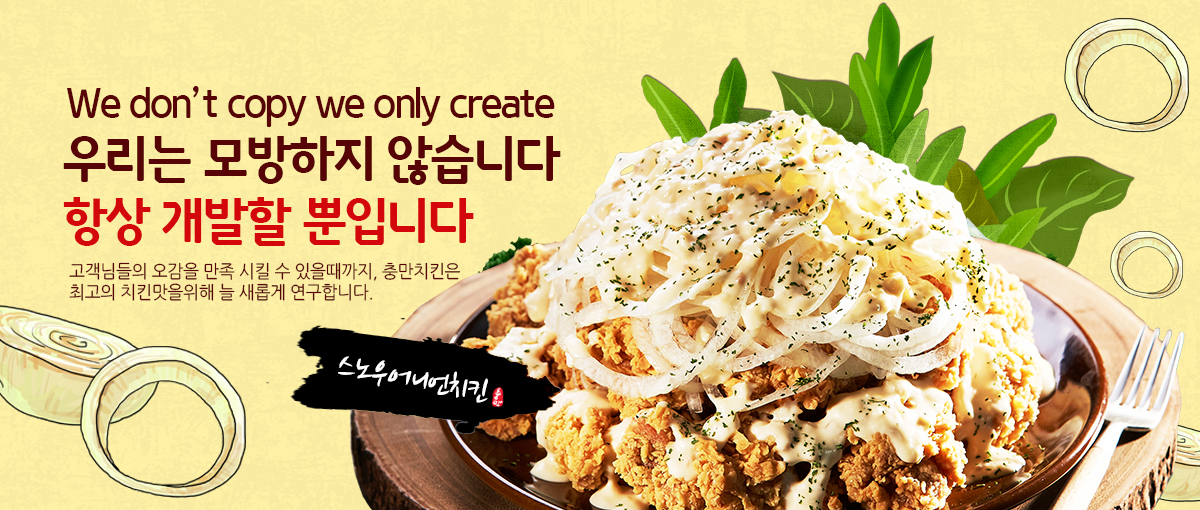 We don’t copy we only create
우리는 모방하지 않습니다
항상 개발할 뿐입니다
고객님들의 오감을 만족 시킬 수 있을때까지, 충만치킨은
최고의 치킨맛을위해 늘 새롭게 연구합니다.
스노우어니언치킨